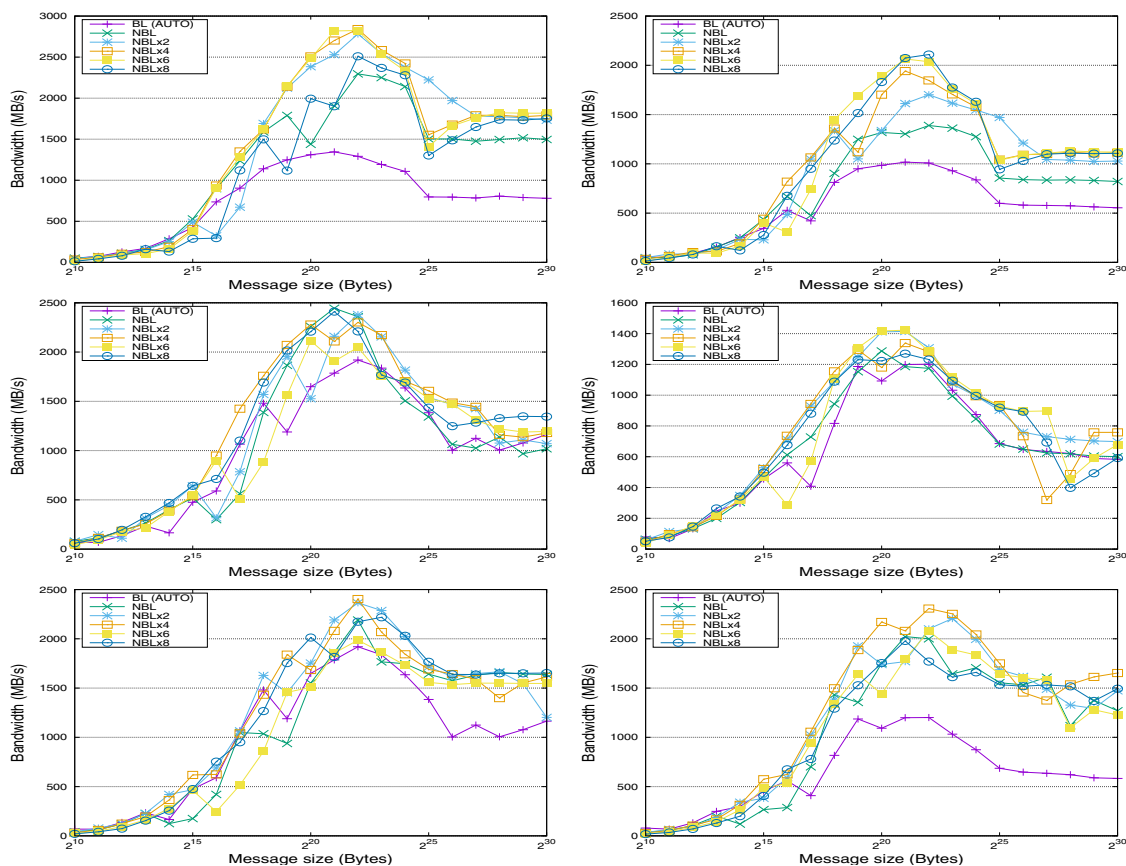 3000
2500
2000
1500
1000
500
0
2^10 2^15 2^20 2^25 2^30
Bandwidth (MB/s)
Message size (Bytes)
BL (AUTO)
NBL
NBLx2
NBLx4
NBLx6
NBLx8
2500
2000
1500
1000
500
0
2^10 2^15 2^20 2^25 2^30
Bandwidth (MB/s)
Message size (Bytes)
BL (AUTO)
NBL
NBLx2
NBLx4
NBLx6
NBLx8
2500
2000
1500
1000
500
0
2^10 2^15 2^20 2^25 2^30
Bandwidth (MB/s)
Message size (Bytes)
BL (AUTO)
NBL
NBLx2
NBLx4
NBLx6
NBLx8
1600
1400
1200
1000
800
600
400
200
0
2^10 2^15 2^20 2^25 2^30
Bandwidth (MB/s)
Message size (Bytes)
BL (AUTO)
NBL
NBLx2
NBLx4
NBLx6
NBLx8
2500
2000
1500
1000
500
0
2^10 2^15 2^20 2^25 2^30
Bandwidth (MB/s)
Message size (Bytes)
BL (AUTO)
NBL
NBLx2
NBLx4
NBLx6
NBLx8
2500
2000
1500
1000
500
0
2^10 2^15 2^20 2^25 2^30
Bandwidth (MB/s)
Message size (Bytes)
BL (AUTO)
NBL
NBLx2
NBLx4
NBLx6
NBLx8